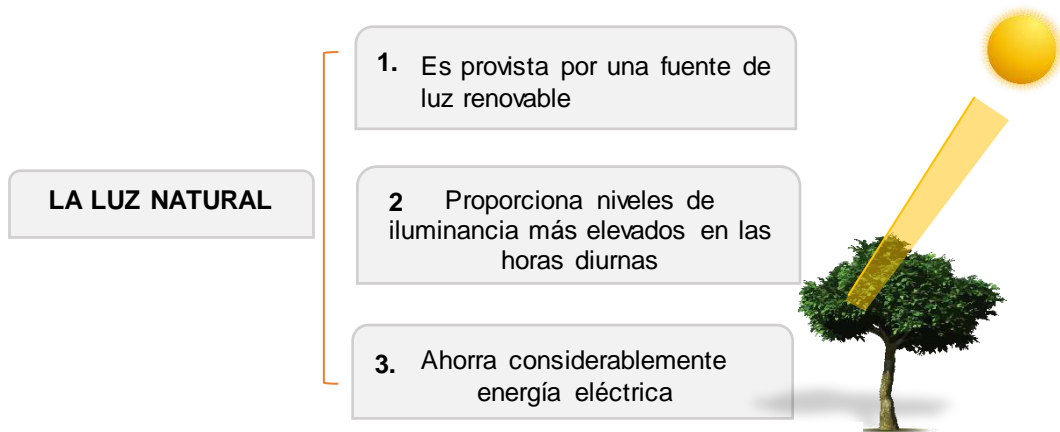 LA LUZ NATURAL
1. Es provista por una fuente de
luz renovable
2 Proporciona niveles de
iluminancia más elevados en las
horas diurnas
3. Ahorra considerablemente
energía eléctrica